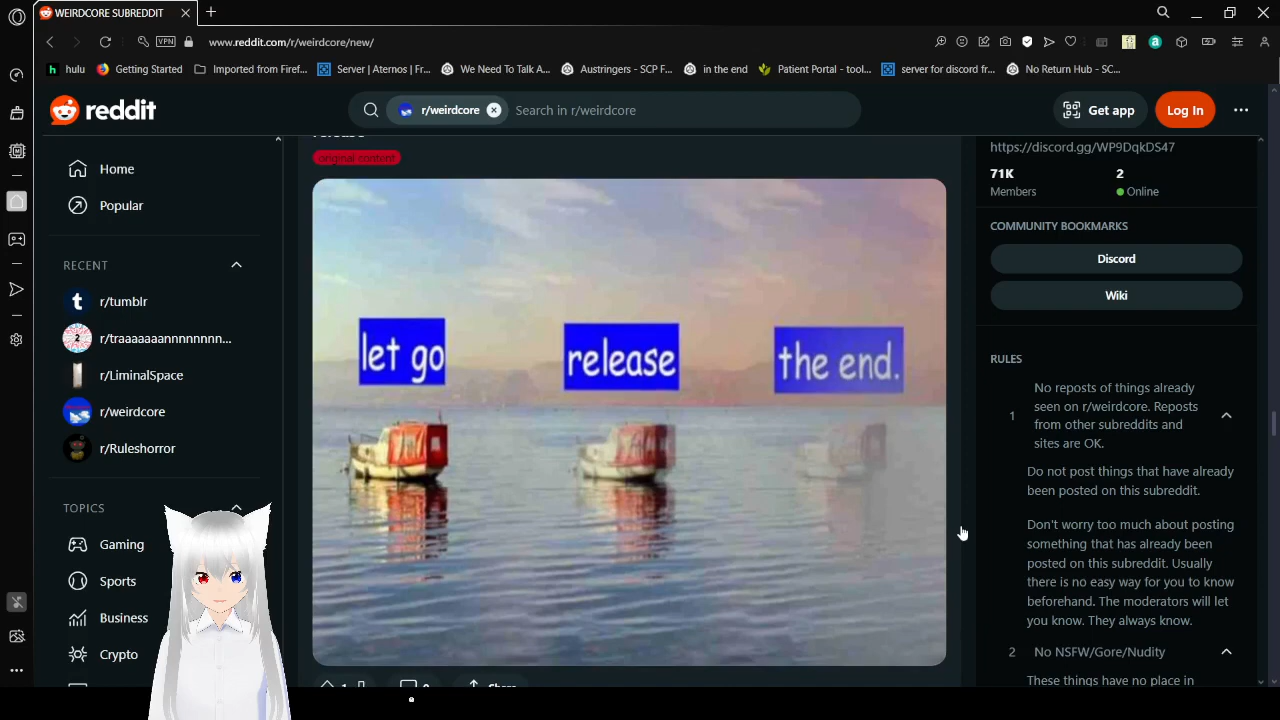 WEIRDCORE SUBREDDIT
VPN
www.reddit.com/r/weirdcore/new/
hulu
Getting Started
Imported from Firef...
Server | Aternos | Fr...
We Need To Talk A...
Austringers - SCP F...
in the end
Patient Portal - tool...
server for discord fr...
No Return Hub - SC...
reddit
r/weirdcore
Search in r/weirdcore
Get app
Log In
Home
Popular
RECENT
r/tumblr
r/traaaaaaannnnnnnn...
r/LiminalSpace
r/weirdcore
r/Ruleshorror
TOPICS
Gaming
Sports
Business
Crypto
release
original content
let go
release
the end.
1
0
Share
https://discord.gg/WP9DqkDS47
71K
2
Members
Online
COMMUNITY BOOKMARKS
Discord
Wiki
RULES
1
No reposts of things already
seen on r/weirdcore. Reposts
from other subreddits and
sites are OK.
Do not post things that have already
been posted on this subreddit.
Don't worry too much about posting
something that has already been
posted on this subreddit. Usually
there is no easy way for you to know
beforehand. The moderators will let
you know. They always know.
2
No NSFW/Gore/Nudity
These things have no place in